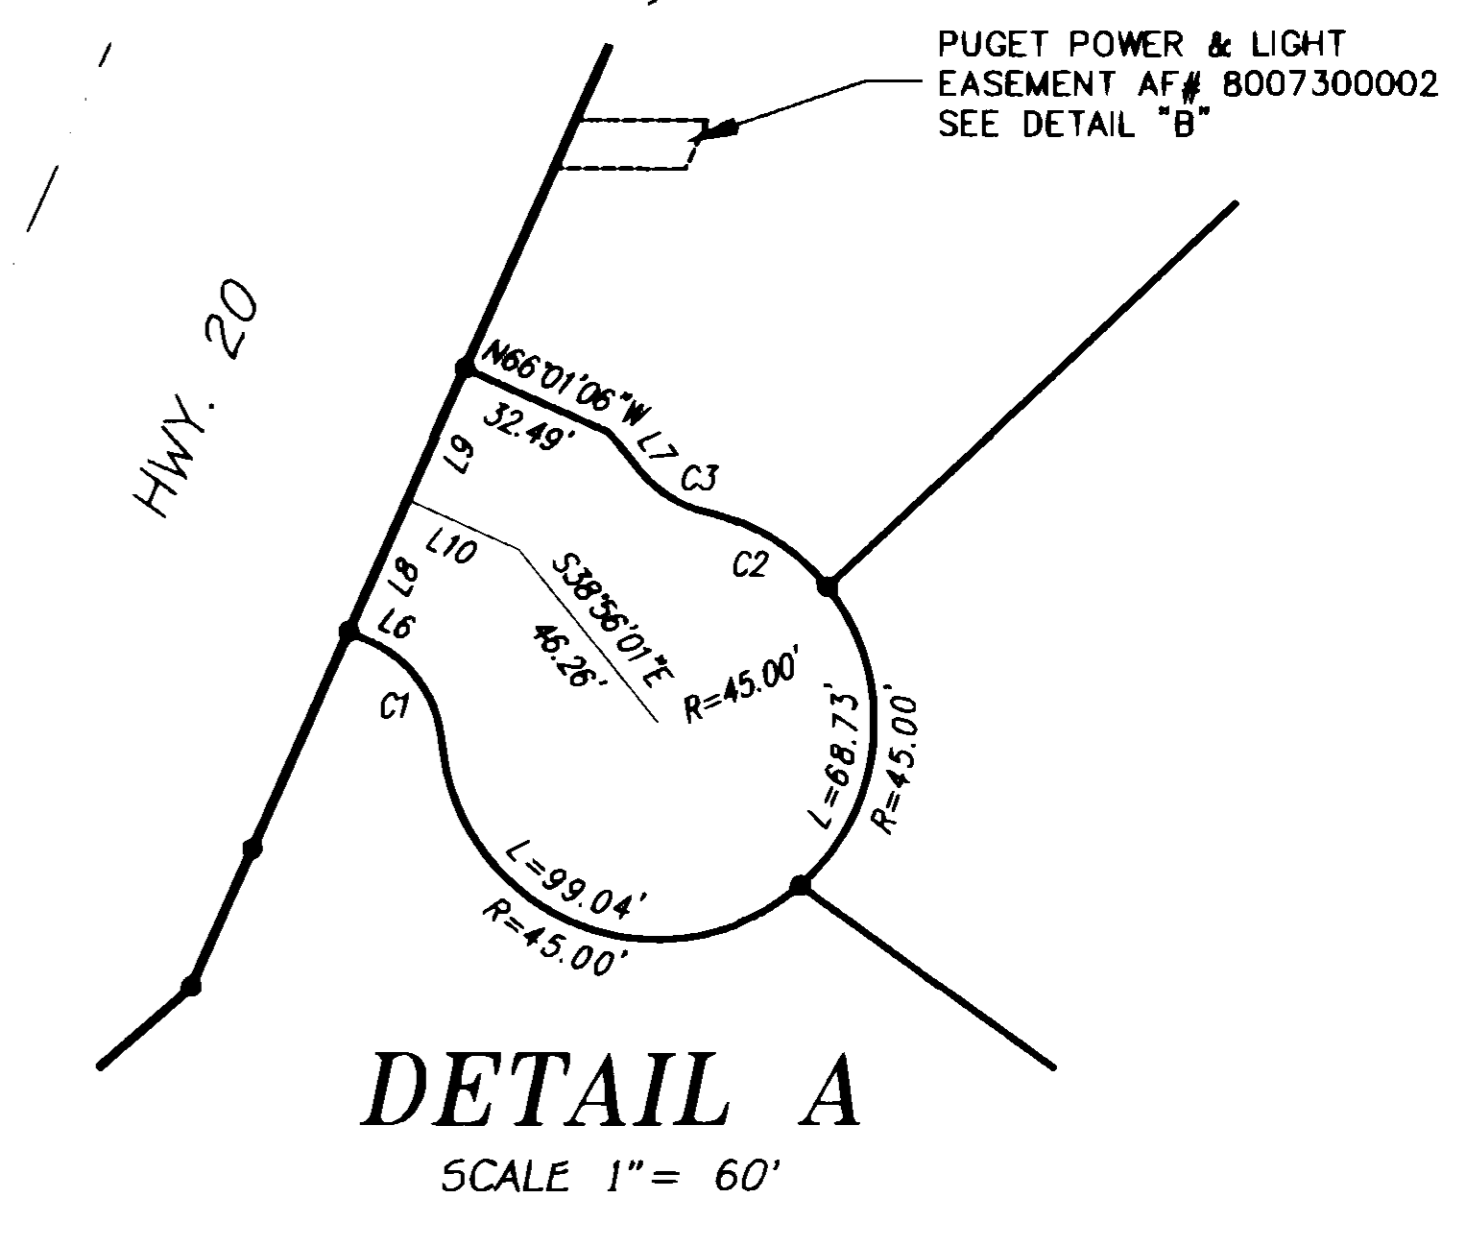 PUGET POWER & LIGHT
EASEMENT AF# 8007300002
SEE DETAIL "B"
HWY. 20
N66°01'06"W
32.49'
L7
C3
L9
L10
L8
L6
C1
C2
S38°56'01"E
46.26'
R=45.00'
L=68.73'
R=45.00'
L=99.04'
R=45.00'
DETAIL A
SCALE 1"= 60'